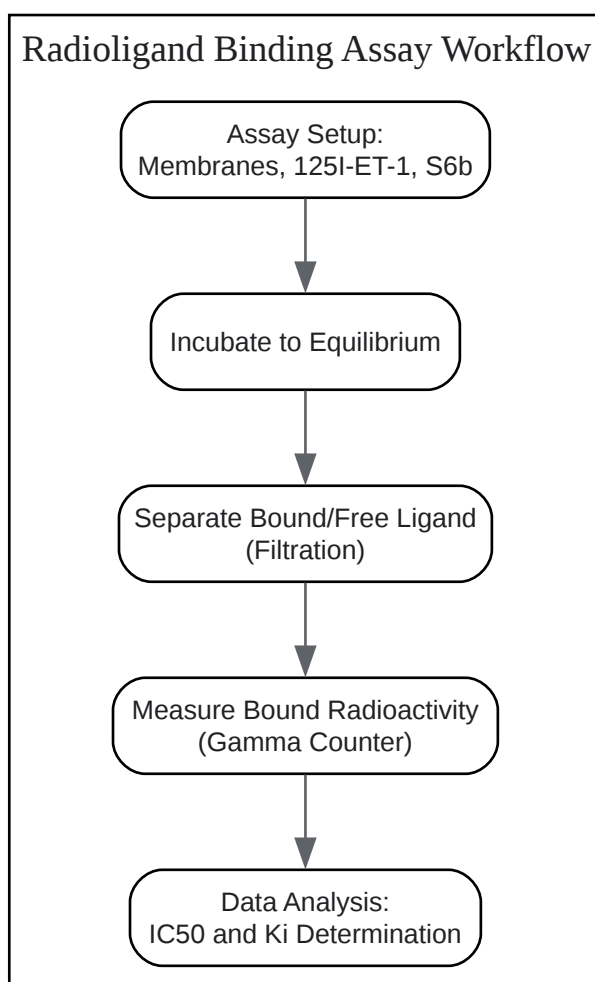 Radioligand Binding Assay Workflow
Assay Setup:
Membranes, 125I-ET-1, S6b
Incubate to Equilibrium
Separate Bound/Free Ligand
(Filtration)
Measure Bound Radioactivity
(Gamma Counter)
Data Analysis:
IC50 and Ki Determination